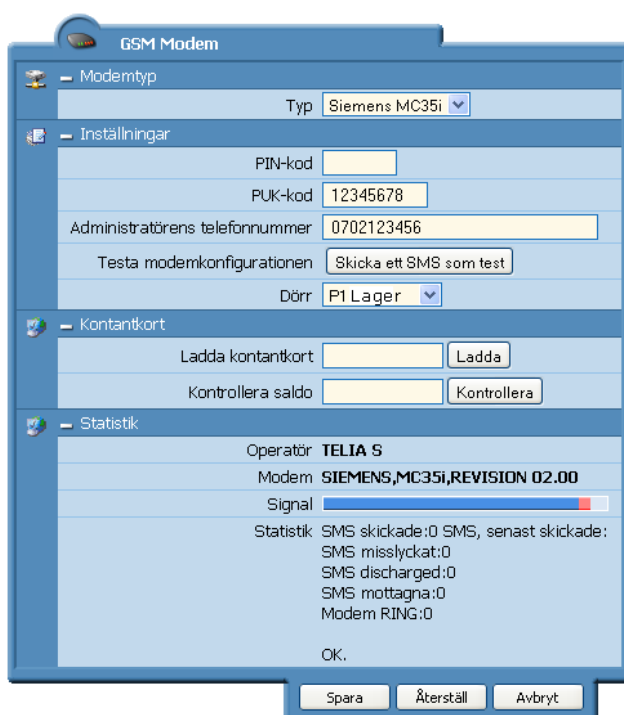 GSM Modem
Modemtyp
Typ Siemens MC35i
Inställningar
PIN-kod
PUK-kod 12345678
Administratörens telefonnummer 0702123456
Testa modemkonfigurationen Skicka ett SMS som test
Dörr P1 Lager
Kontantkort
Ladda kontantkort Ladda
Kontrollera saldo Kontrollera
Statistik
Operatör TELIA S
Modem SIEMENS,MC35i,REVISION 02.00
Signal
Statistik SMS skickade:0 SMS, senast skickade:
SMS misslyckat:0
SMS discharged:0
SMS mottagna:0
Modem RING:0
OK.
Spara Återställ Avbryt